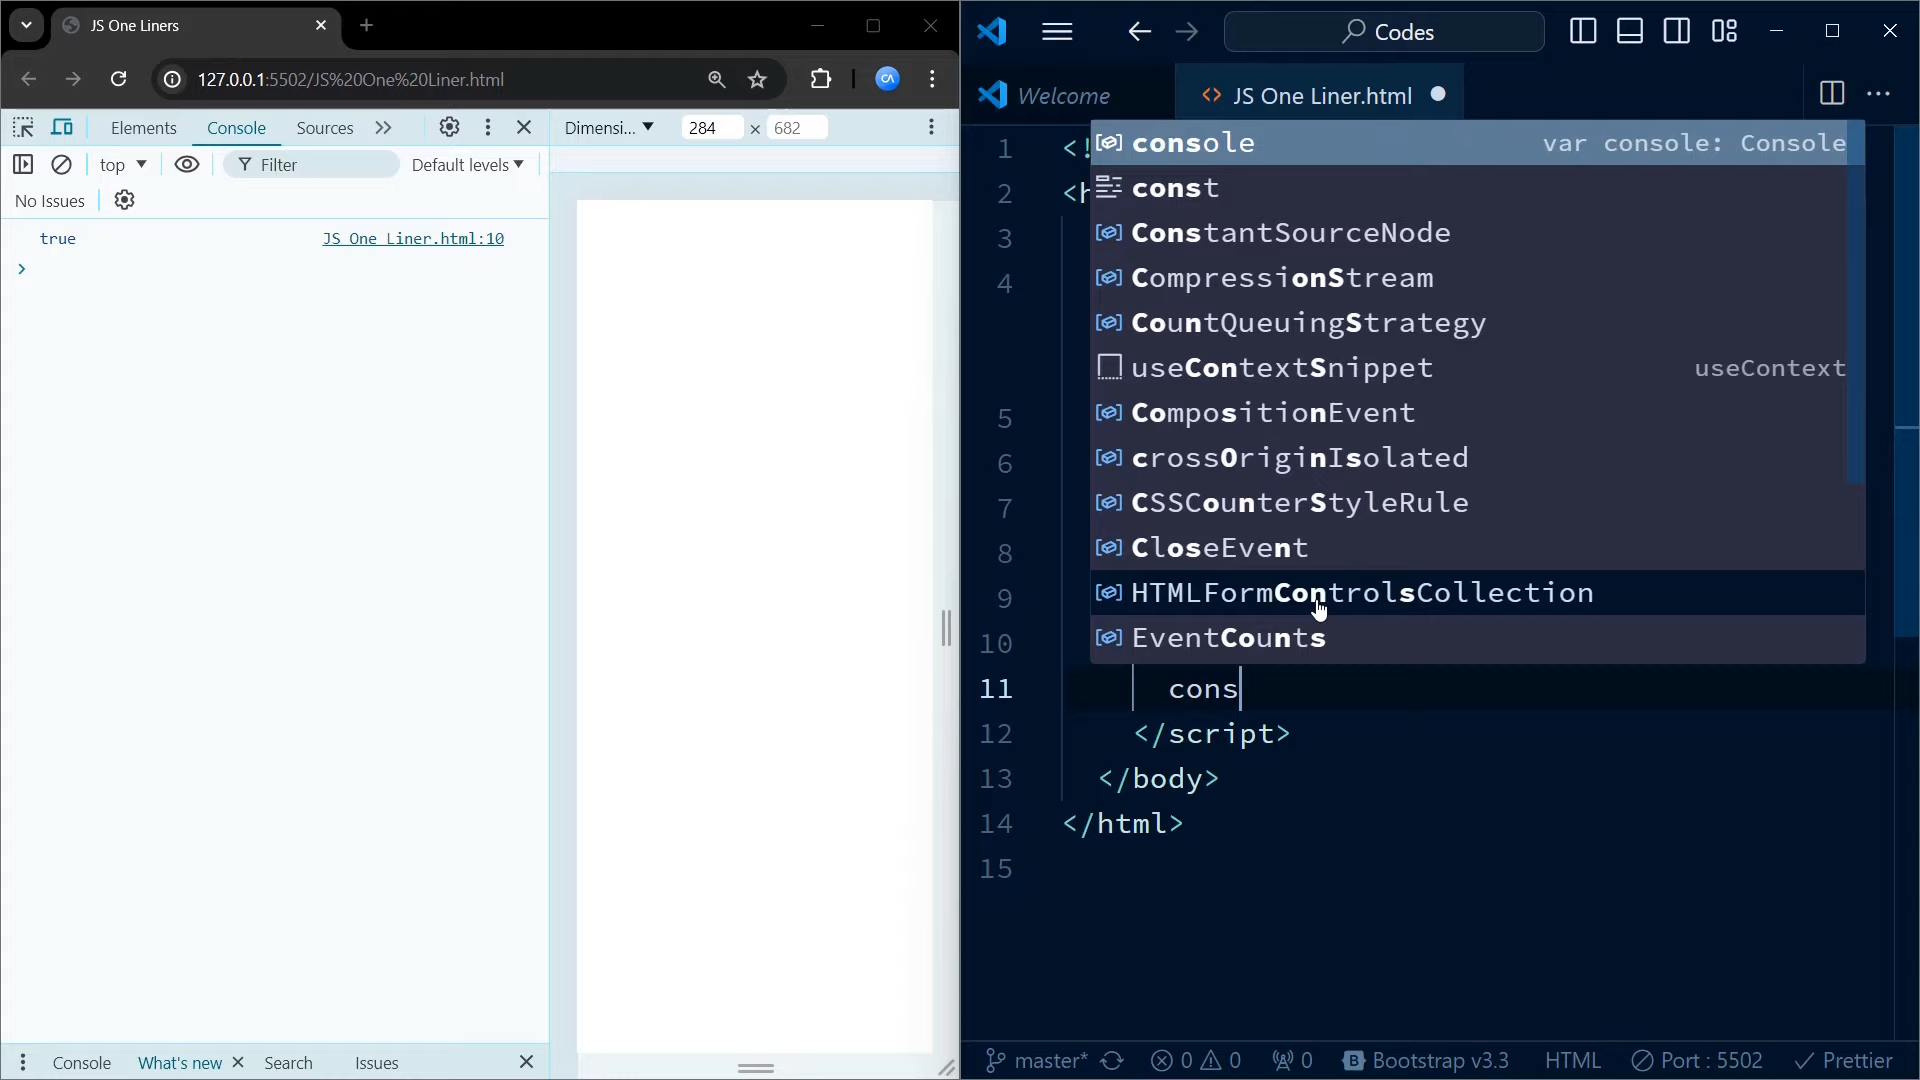 JS One Liners
127.0.0.1:5502/JS%20One%20Liner.html
CA
Elements
Console
Sources
top
Filter
Default levels
No Issues
true
JS One Liner.html:10
Console
What's new
Search
Issues
Dimensi...
284
×
682
Codes
Welcome
JS One Liner.html
1
<!
2
<h
3
4
5
6
7
8
9
10
console
var console: Console
const
ConstantSourceNode
CompressionStream
CountQueuingStrategy
useContextSnippet
useContext
CompositionEvent
crossOriginIsolated
CSSCounterStyleRule
CloseEvent
HTMLFormControlsCollection
EventCounts
11
cons
12
</script>
13
</body>
14
</html>
15
master*
0
0
0
B
Bootstrap v3.3
HTML
Port : 5502
Prettier